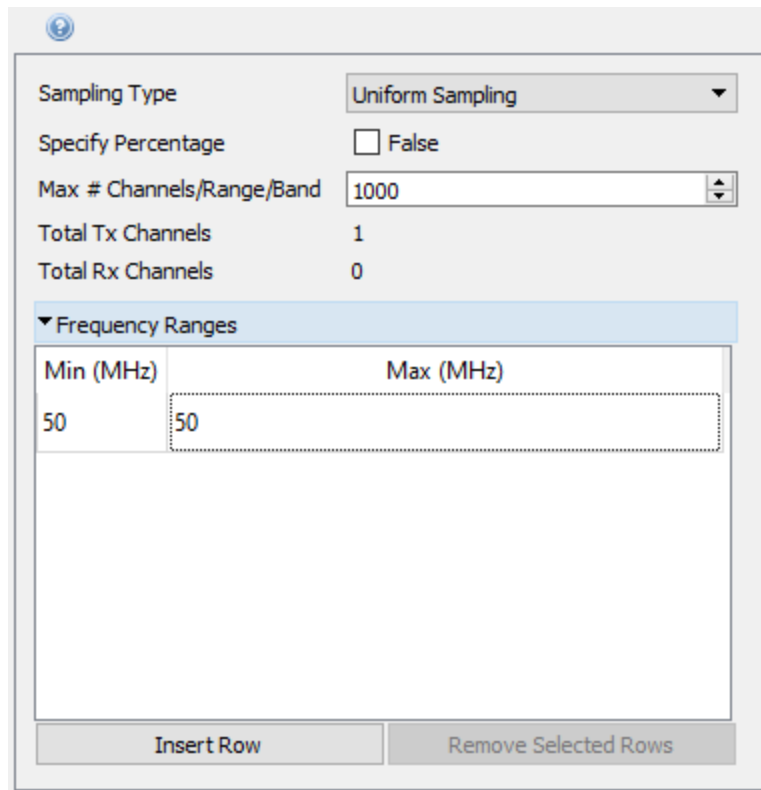 Sampling Type Uniform Sampling
Specify Percentage False
Max # Channels/Range/Band 1000
Total Tx Channels 1
Total Rx Channels 0
Frequency Ranges
Min (MHz) Max (MHz)
50 50
Insert Row Remove Selected Rows